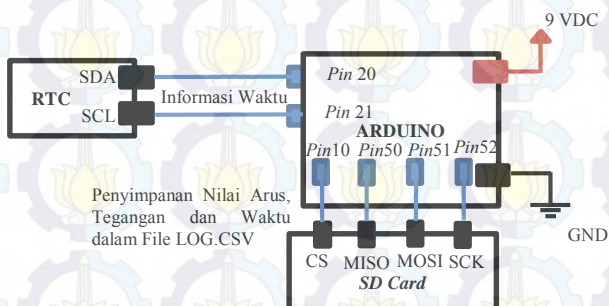 9 VDC
SDA
RTC
SCL
Informasi Waktu
Pin 20
Pin 21
ARDUINO
Pin10 Pin50 Pin51 Pin52
Penyimpanan Nilai Arus,
Tegangan dan Waktu
dalam File LOG.CSV
GND
CS MISO MOSI SCK
SD Card